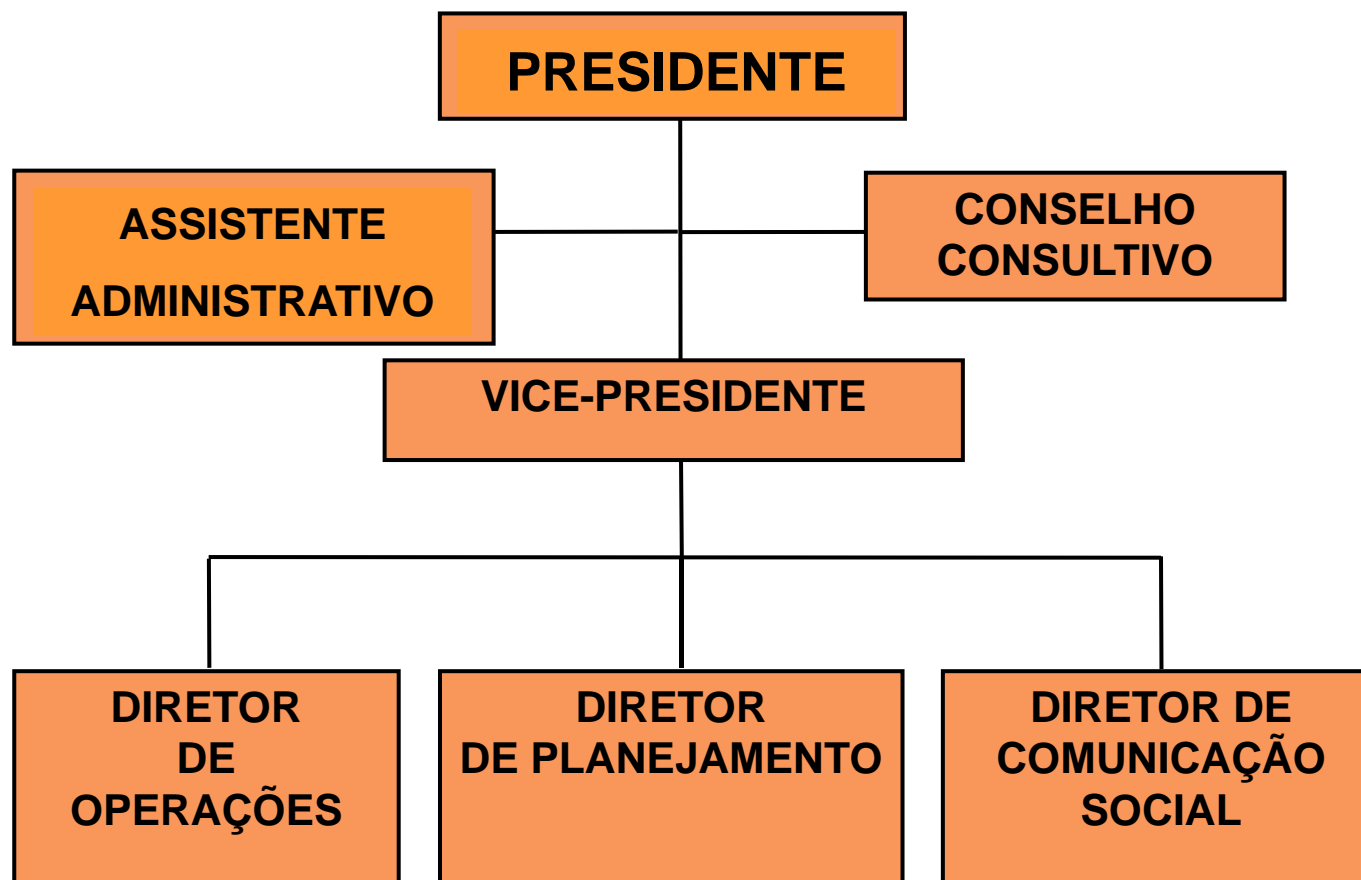 PRESIDENTE
ASSISTENTE
ADMINISTRATIVO
CONSELHO
CONSULTIVO
VICE-PRESIDENTE
DIRETOR
DE
OPERAÇÕES
DIRETOR
DE PLANEJAMENTO
DIRETOR DE
COMUNICAÇÃO
SOCIAL